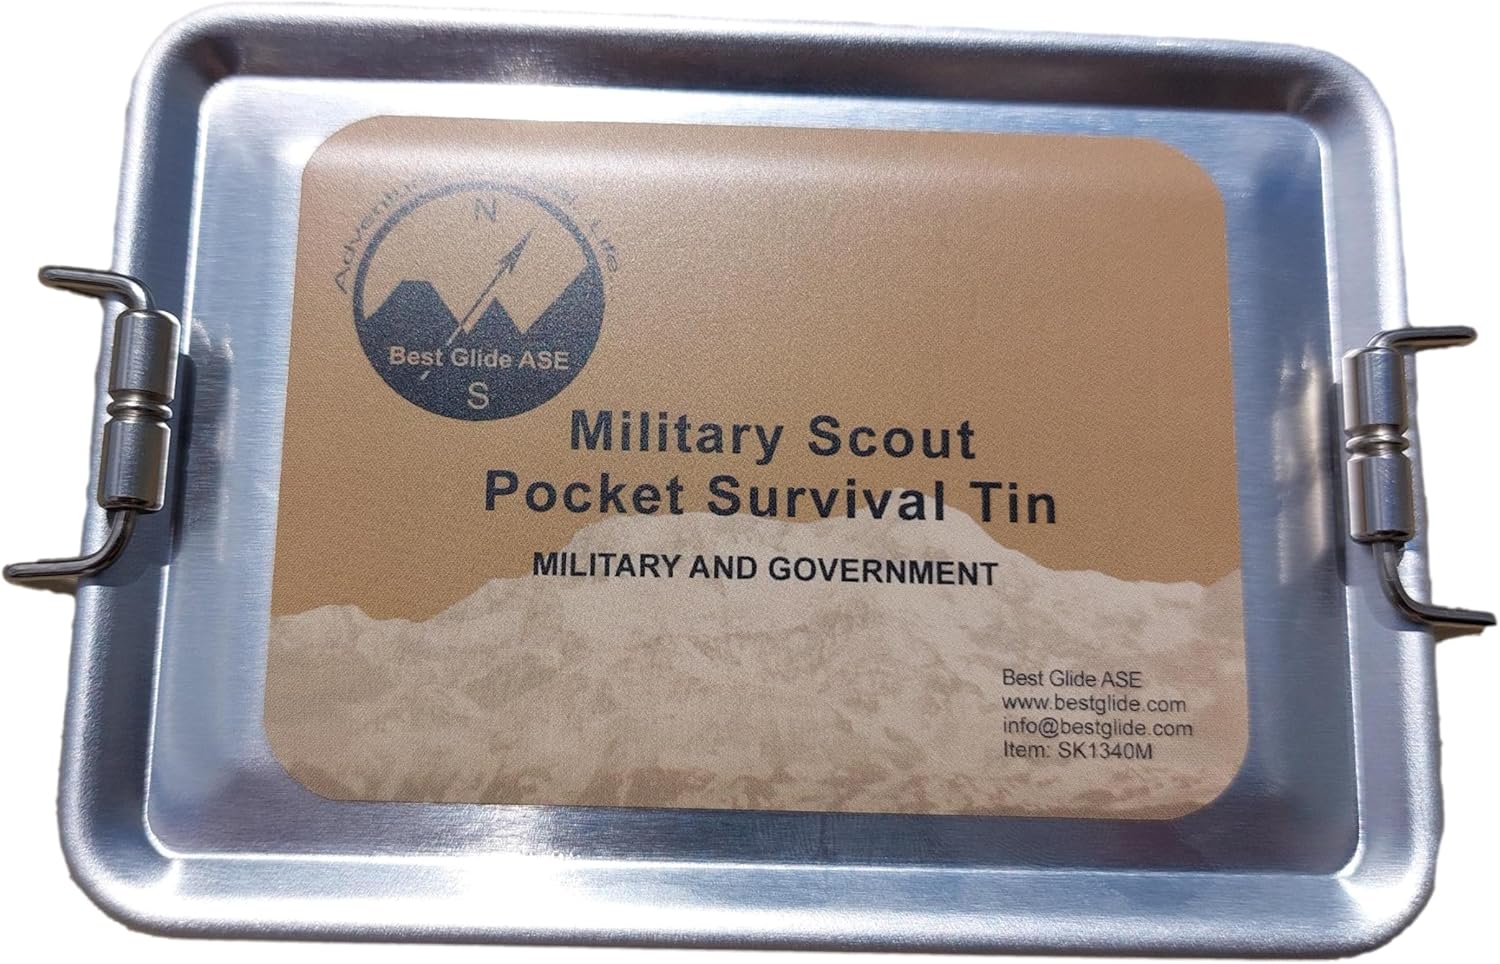 Life
N
Best Glide ASE
S
Military Scout
Pocket Survival Tin
MILITARY AND GOVERNMENT
Best Glide ASE
www.bestglide.com
info@bestglide.com
Item: SK1340M